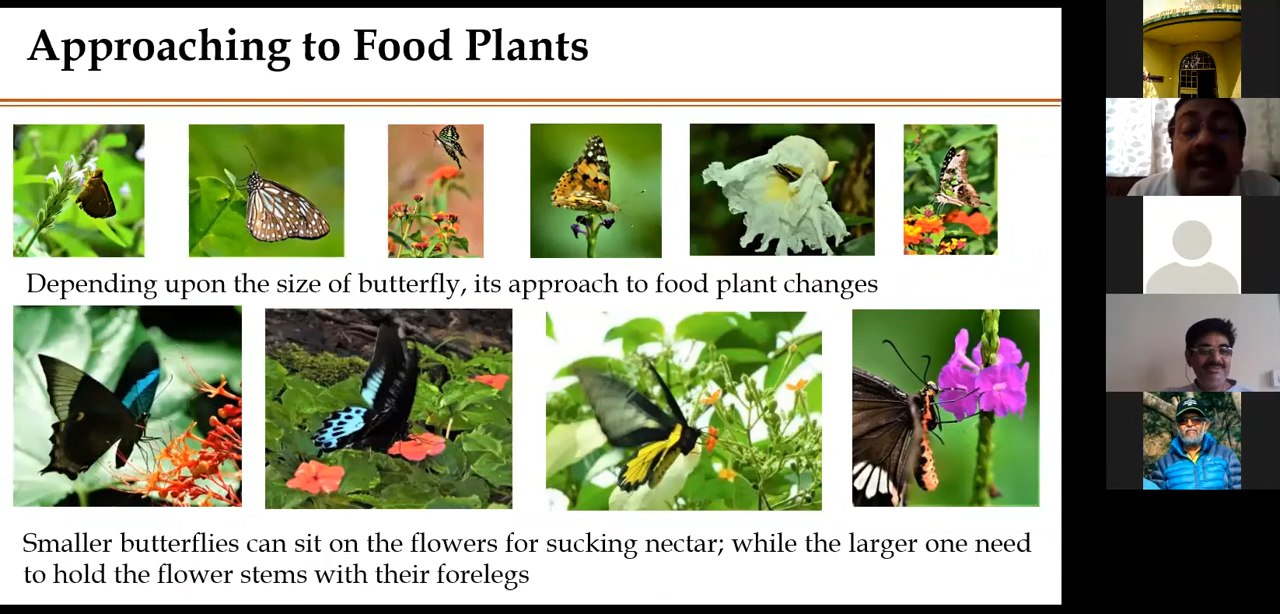 Approaching to Food Plants
Depending upon the size of butterfly, its approach to food plant changes
Smaller butterflies can sit on the flowers for sucking nectar; while the larger one need
to hold the flower stems with their forelegs